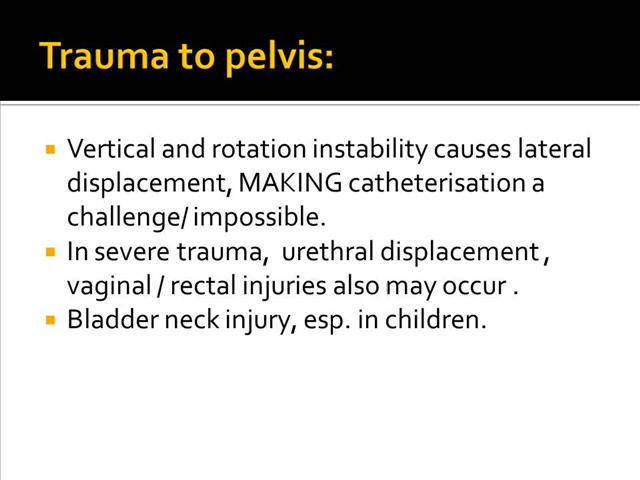 Trauma to pelvis:
Vertical and rotation instability causes lateral
displacement, MAKING catheterisation a
challenge/ impossible.
In severe trauma,  urethral displacement ,
vaginal / rectal injuries also may occur .
Bladder neck injury, esp. in children.